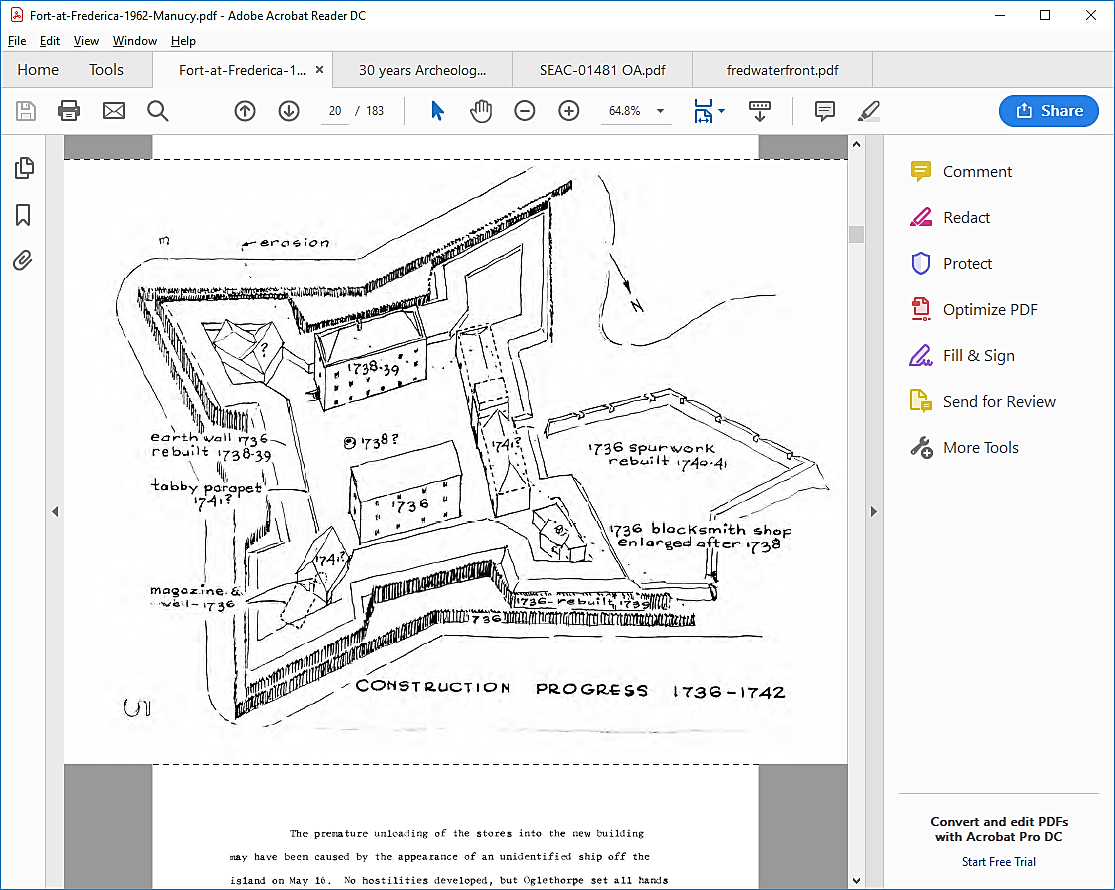 Fort-at-Frederica-1962-Manucy.pdf - Adobe Acrobat Reader DC
File Edit View Window Help
Home Tools Fort-at-Frederica-1... × 30 years Archeolog... SEAC-01481 OA.pdf fredwaterfront.pdf
20 / 183 64.8% Share
Comment
Redact
Protect
Optimize PDF
Fill & Sign
Send for Review
More Tools
Convert and edit PDFs
with Acrobat Pro DC
Start Free Trial
erosion
N
?
1738-39
1738?
1741?
earth wall 1736
rebuilt 1738-39
1736 spurwork
rebuilt 1740-41
tabby parapet
1741?
1736
1736 blacksmith shop
enlarged after 1738
1741?
magazine &
well-1736
1736-rebuilt 1739
1736
CONSTRUCTION PROGRESS 1736-1742
5
The premature unloading of the stores into the new building
may have been caused by the appearance of an unidentified ship off the
island on May 16. No hostilities developed, but Oglethorpe set all hands